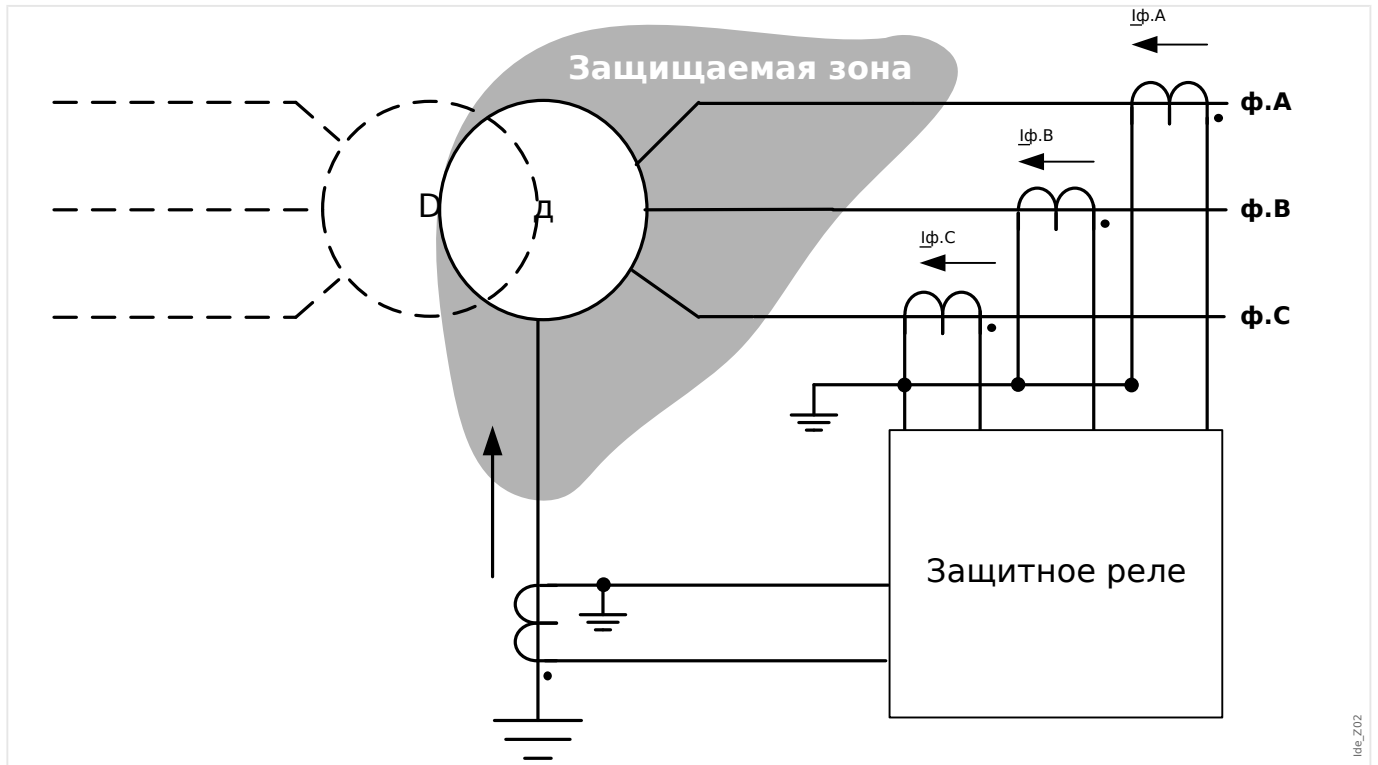 Iф.A
Защищаемая зона
ф.A
Iф.B
D
Д
ф.B
Iф.C
ф.C
Защитное реле
Ide_Z02